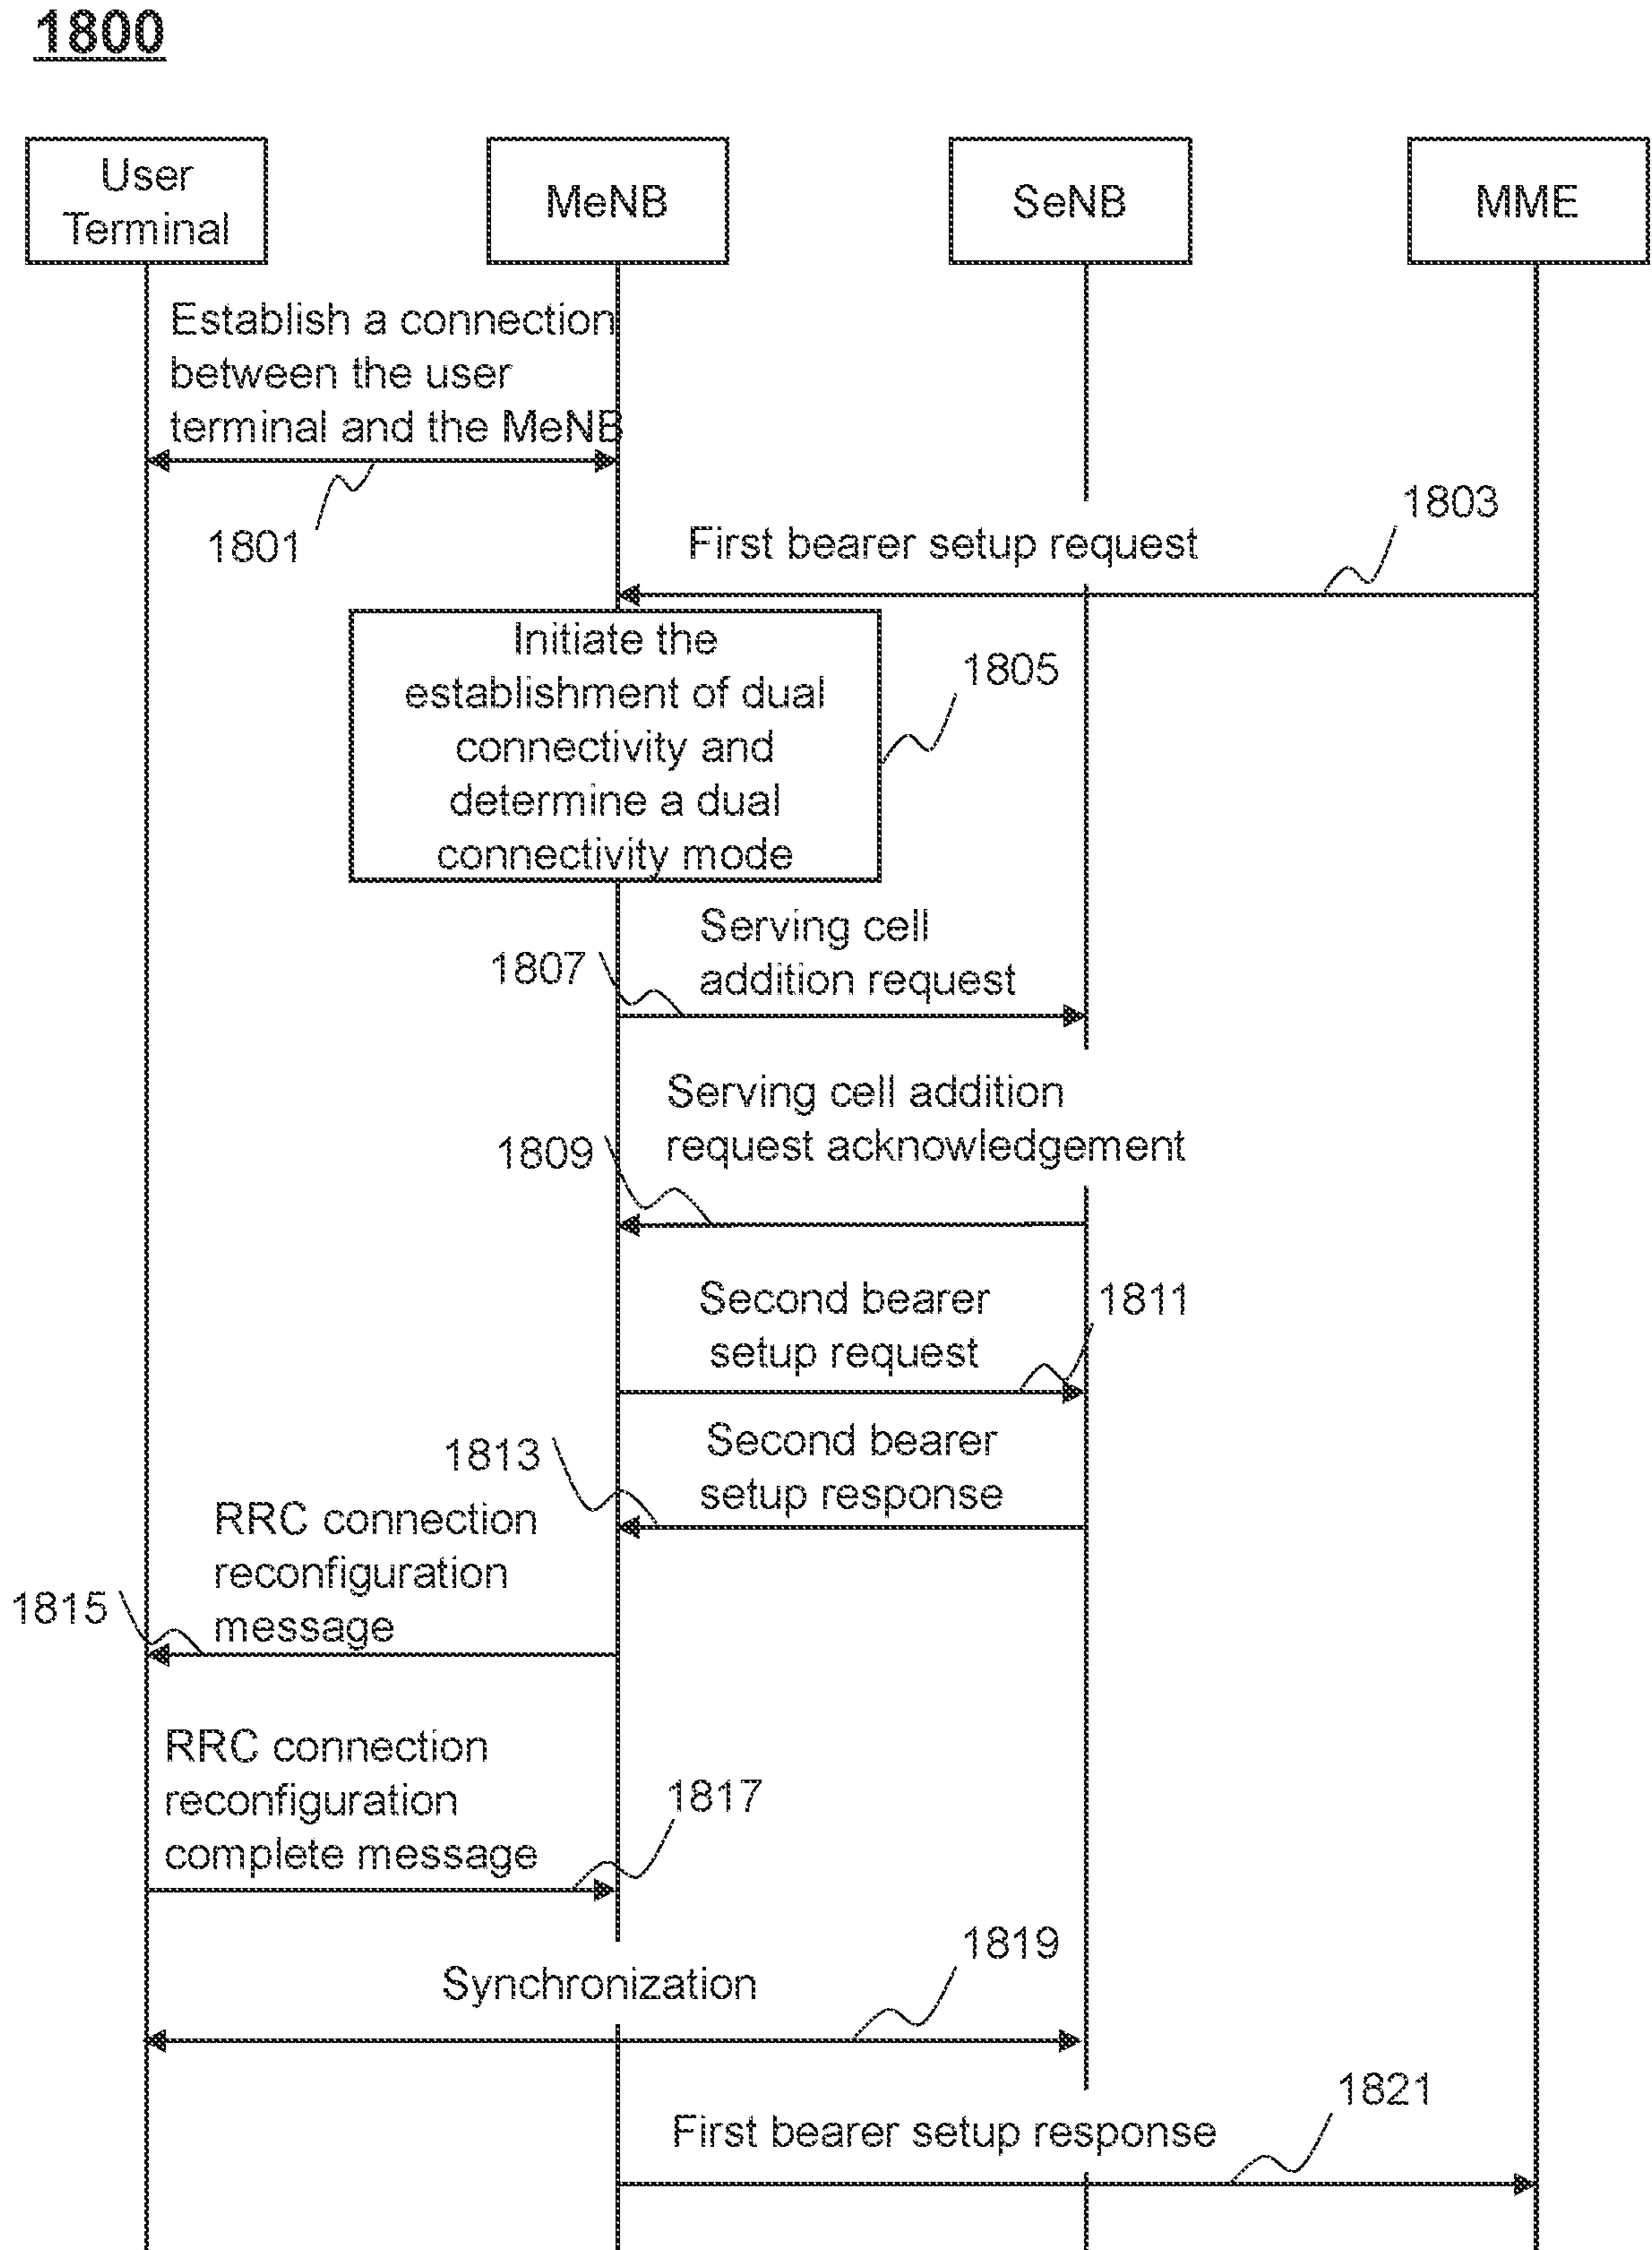 1800
User
Terminal
MeNB
SeNB
MME
Establish a connection
between the user
terminal and the MeNB
1801
1803
First bearer setup request
Initiate the
establishment of dual
connectivity and
determine a dual
connectivity mode
1805
Serving cell
addition request
1807
Serving cell addition
request acknowledgement
1809
Second bearer
setup request
1811
Second bearer
setup response
1813
RRC connection
reconfiguration
message
1815
RRC connection
reconfiguration
complete message
1817
Synchronization
1819
1821
First bearer setup response